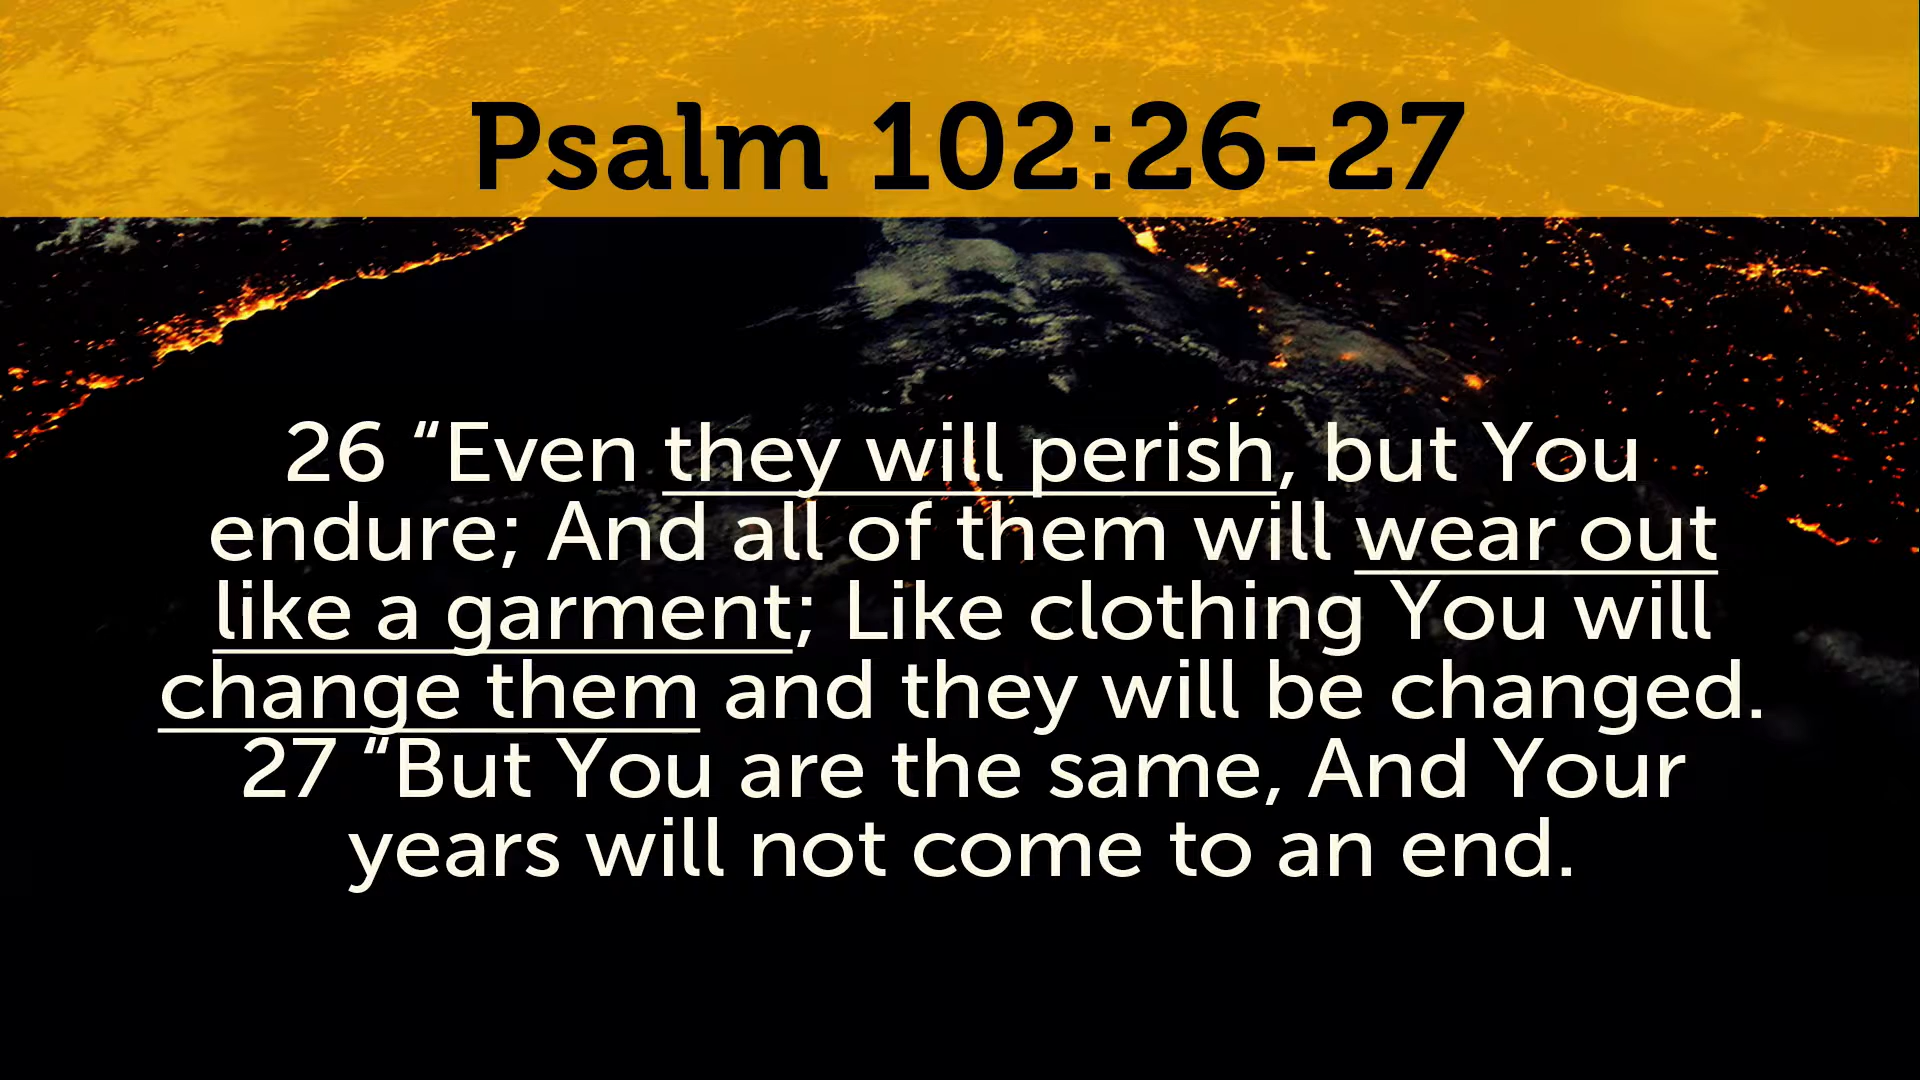 Psalm 102:26-27
26 “Even they will perish, but You
endure; And all of them will wear out
like a garment; Like clothing You will
change them and they will be changed.
27 “But You are the same, And Your
years will not come to an end.